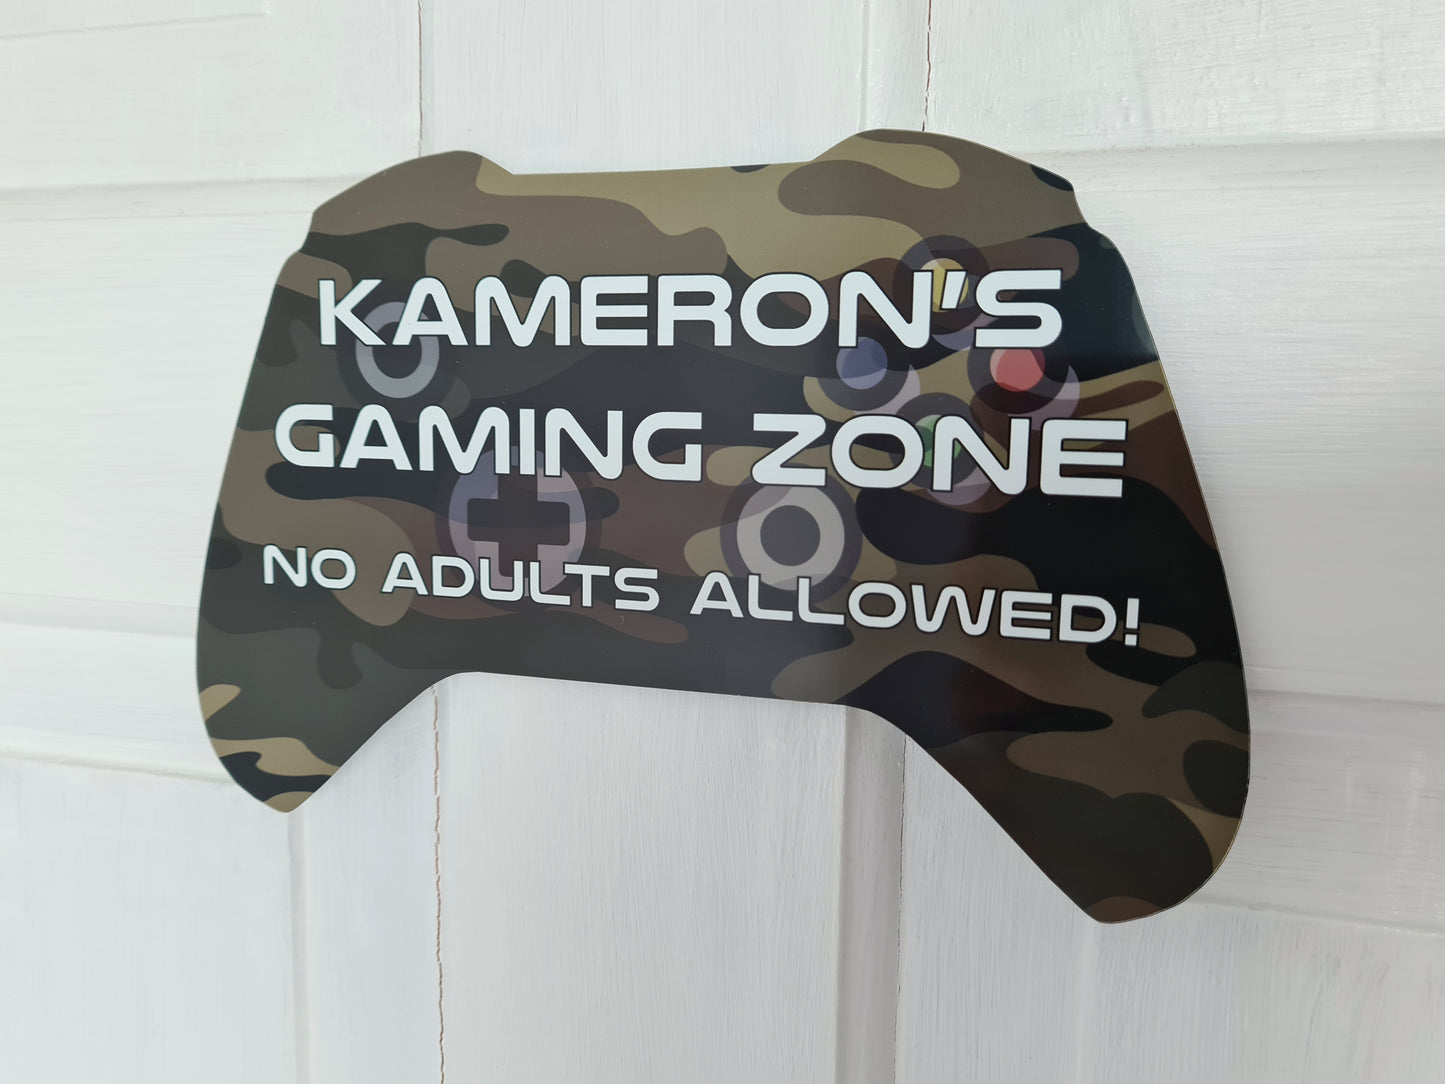 KAMERON'S
GAMING ZONE
NO ADULTS ALLOWED!